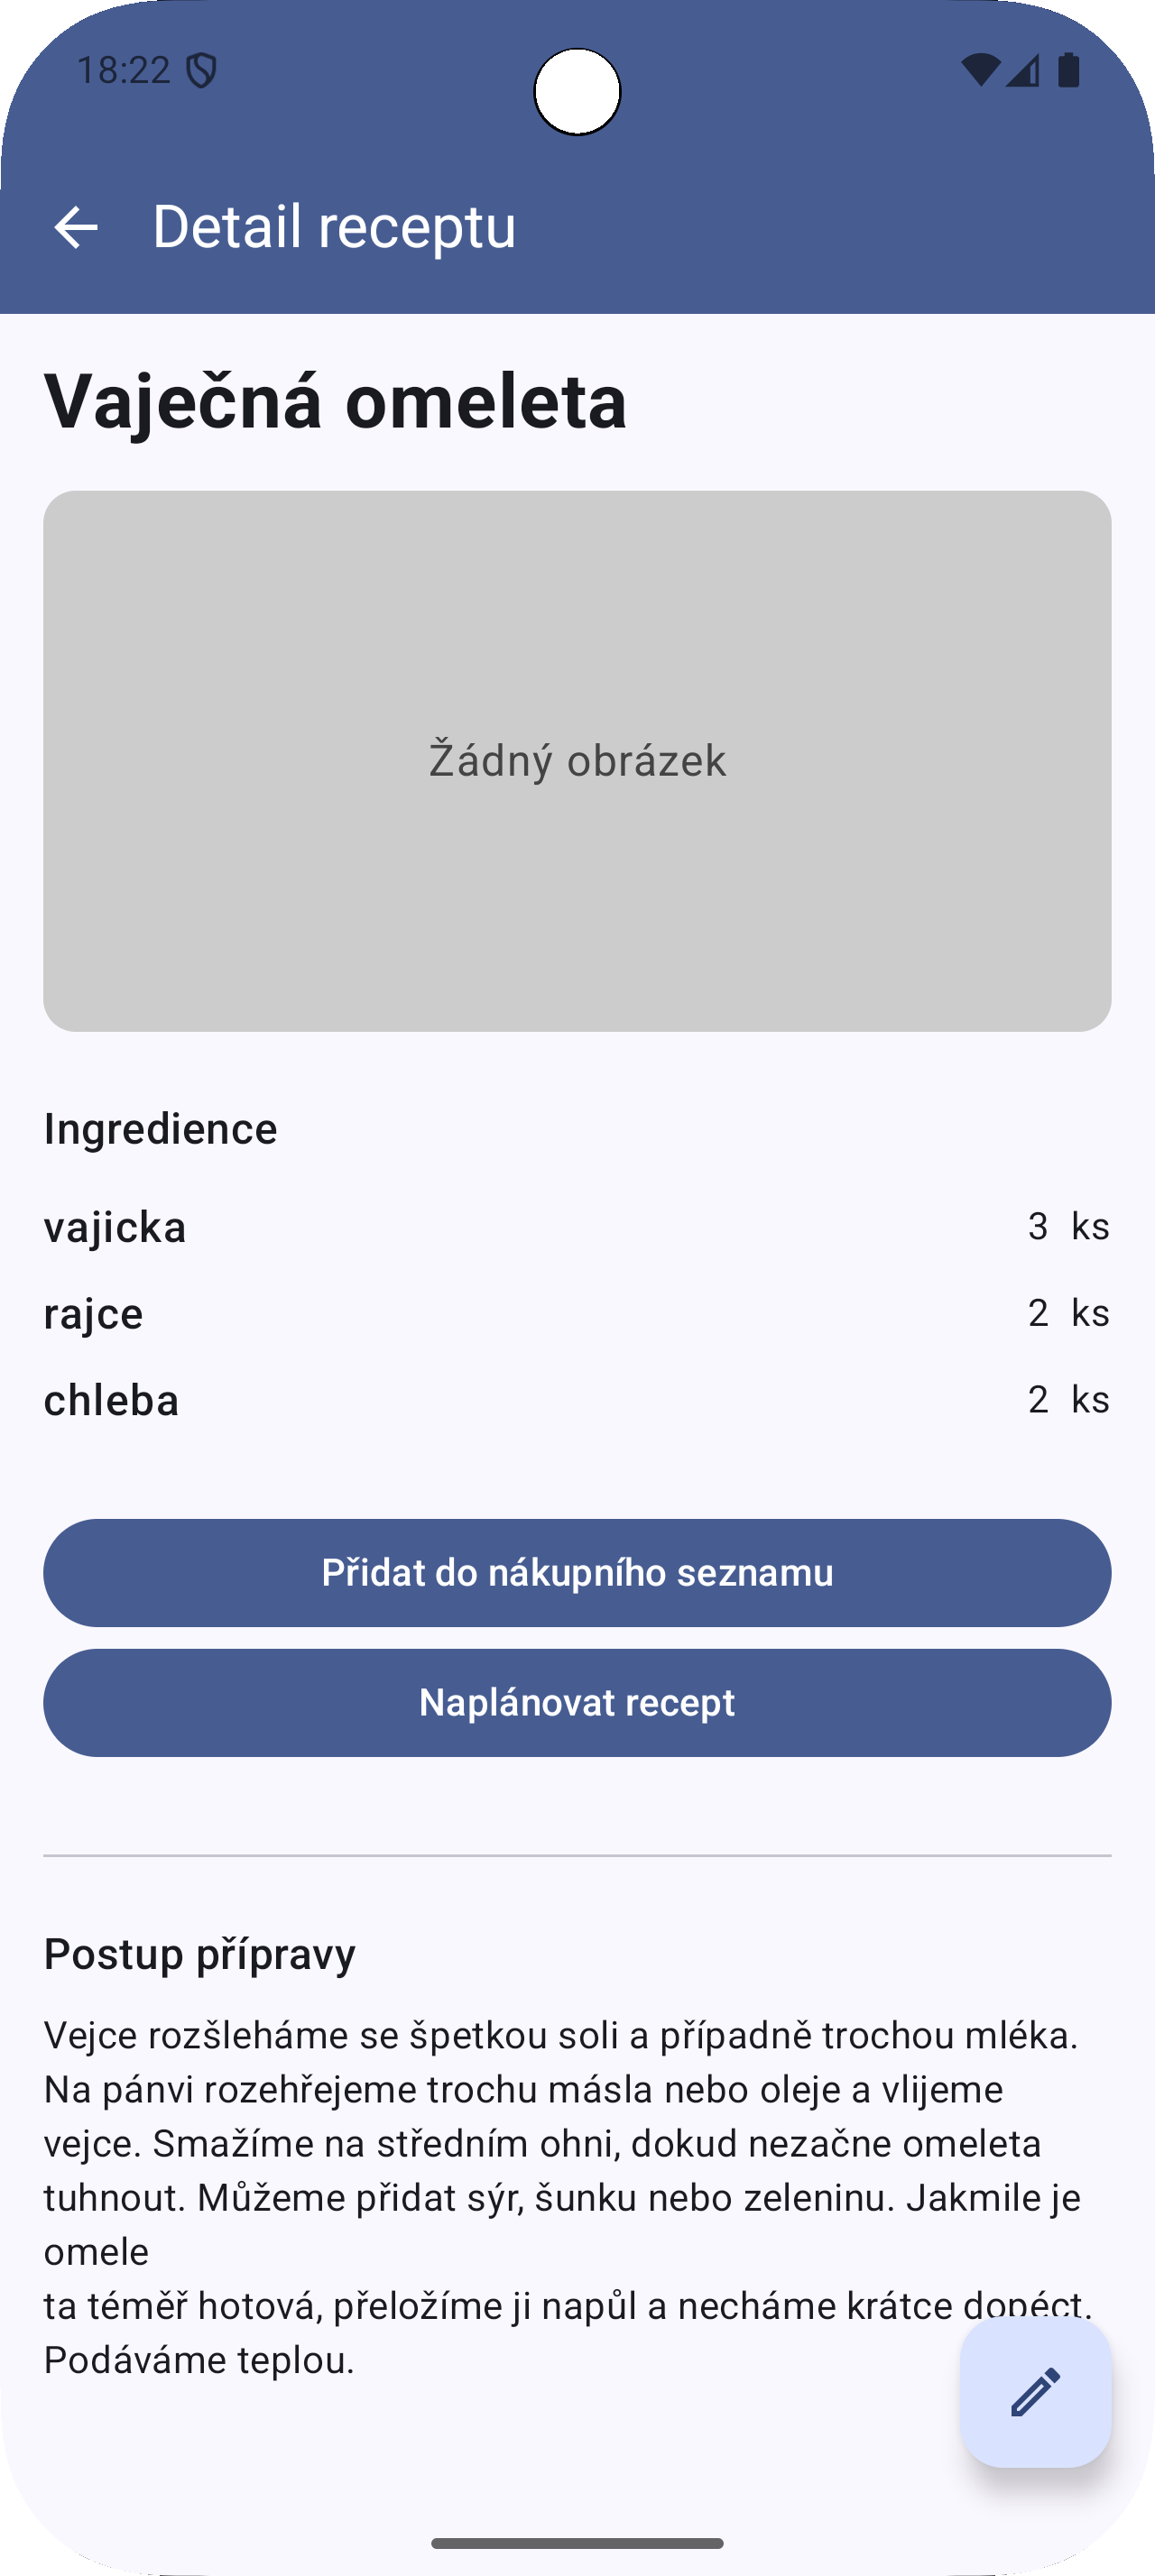 18:22
Detail receptu
Vaječná omeleta
Žádný obrázek
Ingredience
vajicka 3 ks
rajce 2 ks
chleba 2 ks
Přidat do nákupního seznamu
Naplánovat recept
Postup přípravy
Vejce rozšleháme se špetkou soli a případně trochou mléka.
Na pánvi rozehřejeme trochu másla nebo oleje a vlijeme
vejce. Smažíme na středním ohni, dokud nezačne omeleta
tuhnout. Můžeme přidat sýr, šunku nebo zeleninu. Jakmile je
omele
ta téměř hotová, přeložíme ji napůl a necháme krátce dopéct.
Podáváme teplou.